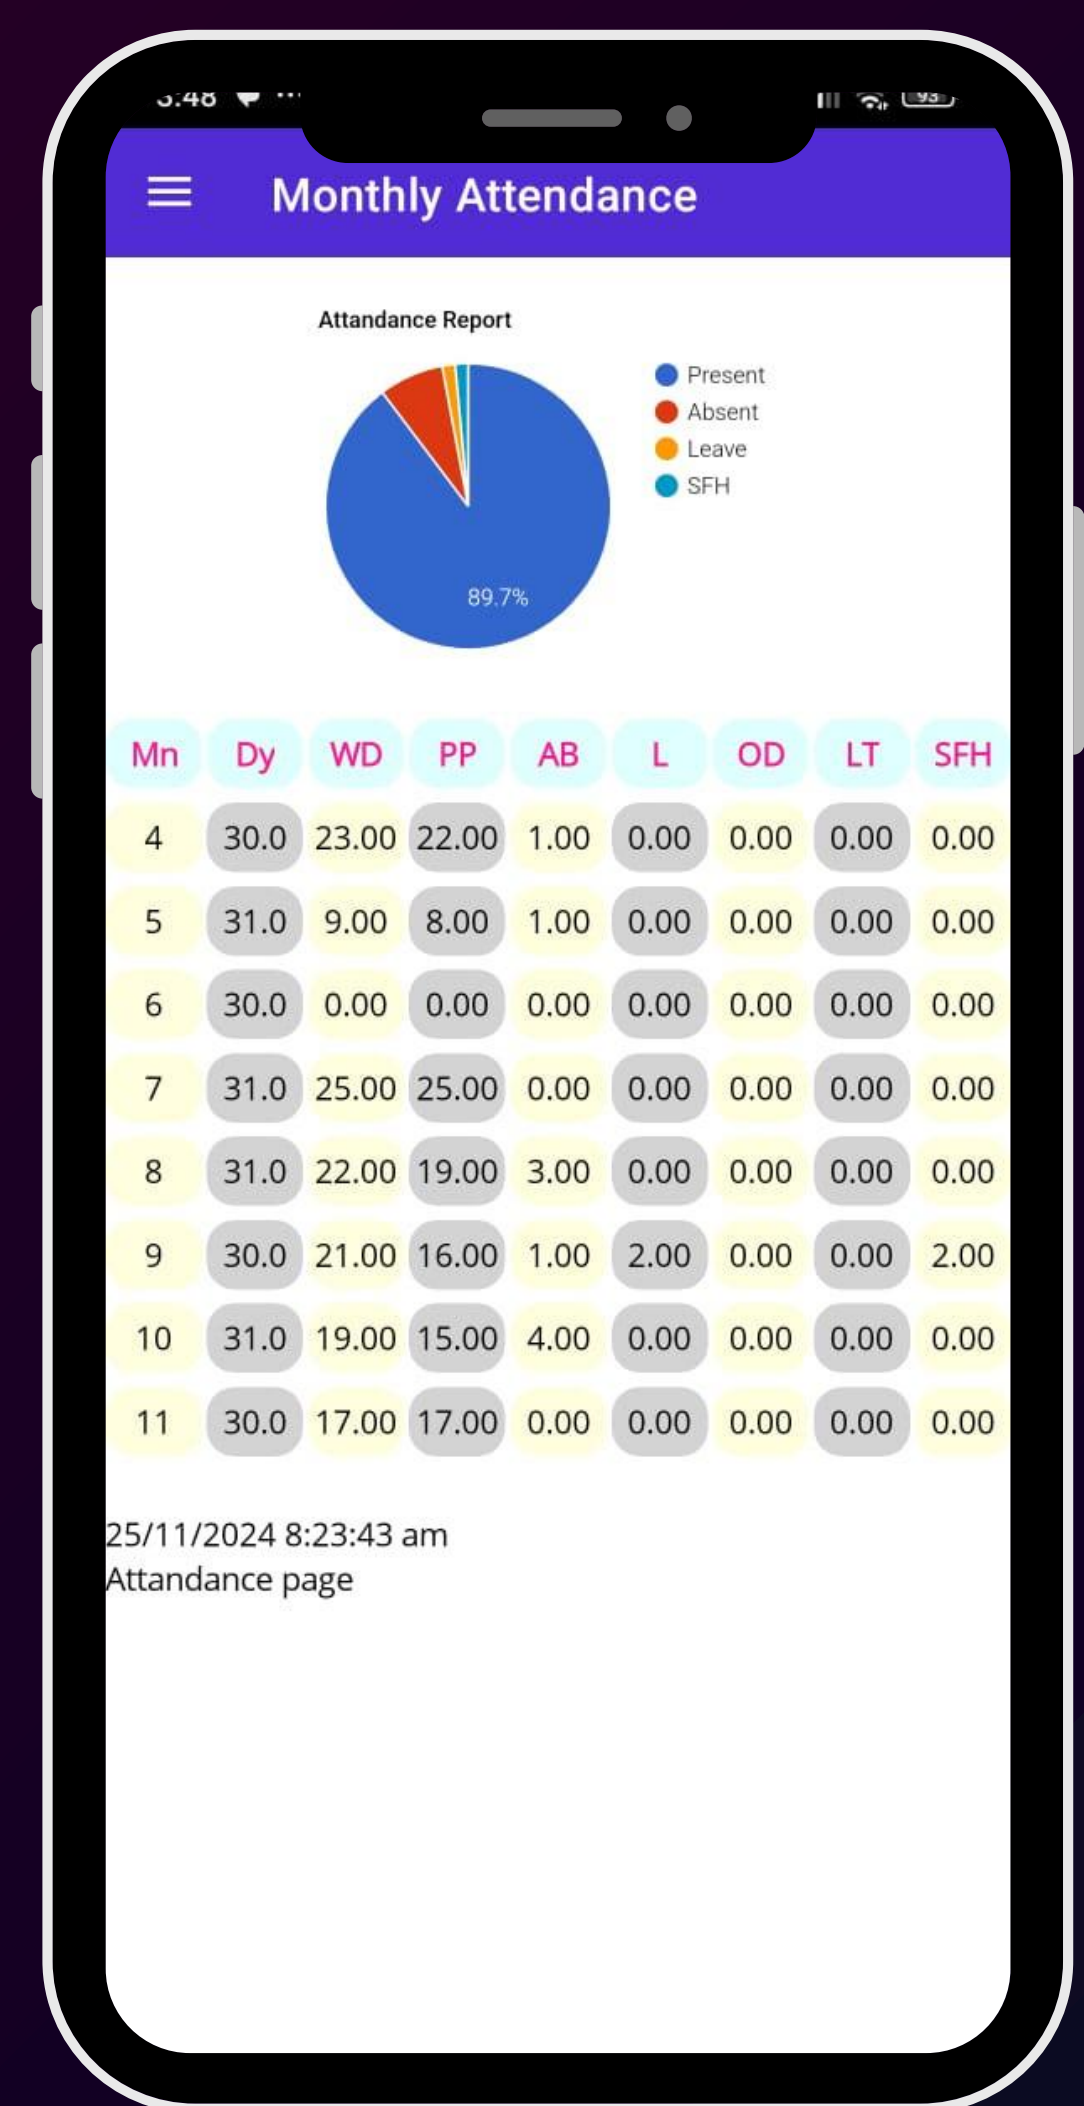 3:48 93
Monthly Attendance
Attandance Report
Present
Absent
Leave
SFH
89.7%
Mn Dy WD PP AB L OD LT SFH
4 30.0 23.00 22.00 1.00 0.00 0.00 0.00 0.00
5 31.0 9.00 8.00 1.00 0.00 0.00 0.00 0.00
6 30.0 0.00 0.00 0.00 0.00 0.00 0.00 0.00
7 31.0 25.00 25.00 0.00 0.00 0.00 0.00 0.00
8 31.0 22.00 19.00 3.00 0.00 0.00 0.00 0.00
9 30.0 21.00 16.00 1.00 2.00 0.00 0.00 2.00
10 31.0 19.00 15.00 4.00 0.00 0.00 0.00 0.00
11 30.0 17.00 17.00 0.00 0.00 0.00 0.00 0.00
25/11/2024 8:23:43 am
Attandance page